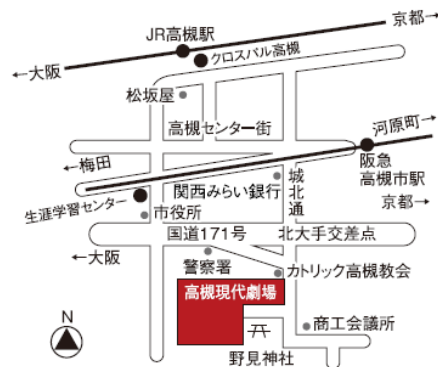 京都→
JR高槻駅
クロスパル高槻
←大阪
松坂屋
高槻センター街
河原町→
←梅田
阪急
高槻市駅
関西みらい銀行
城北通
京都→
生涯学習センター
市役所
国道171号
北大手交差点
←大阪
警察署
カトリック高槻教会
高槻現代劇場
N
商工会議所
野見神社